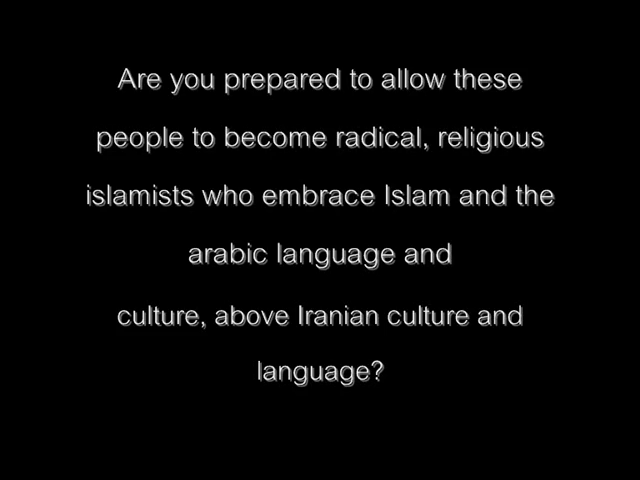 Are you prepared to allow these
people to become radical, religious
islamists who embrace Islam and the
arabic language and
culture, above Iranian culture and
language?